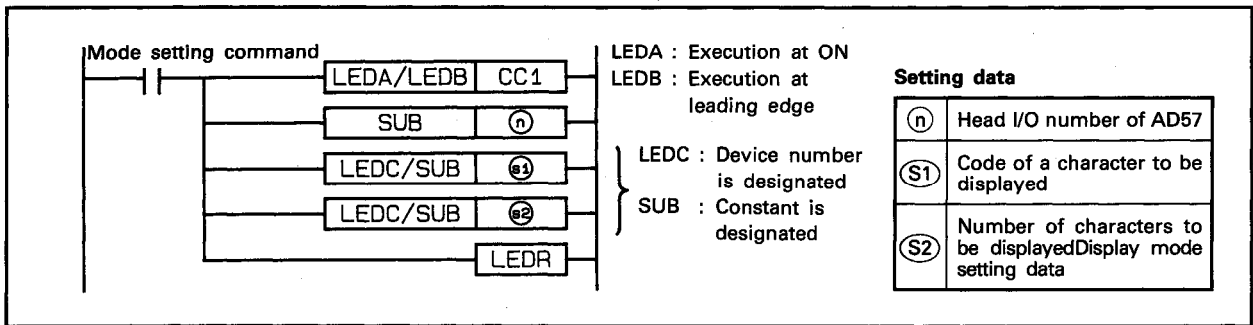 Mode setting command
LEDA/LEDB CC1
SUB n
LEDC/SUB s1
LEDC/SUB s2
LEDR
LEDA : Execution at ON
LEDB : Execution at
leading edge
LEDC : Device number
is designated
SUB : Constant is
designated
Setting data
n Head I/O number of AD57
S1 Code of a character to be
displayed
S2 Number of characters to
be displayedDisplay mode
setting data